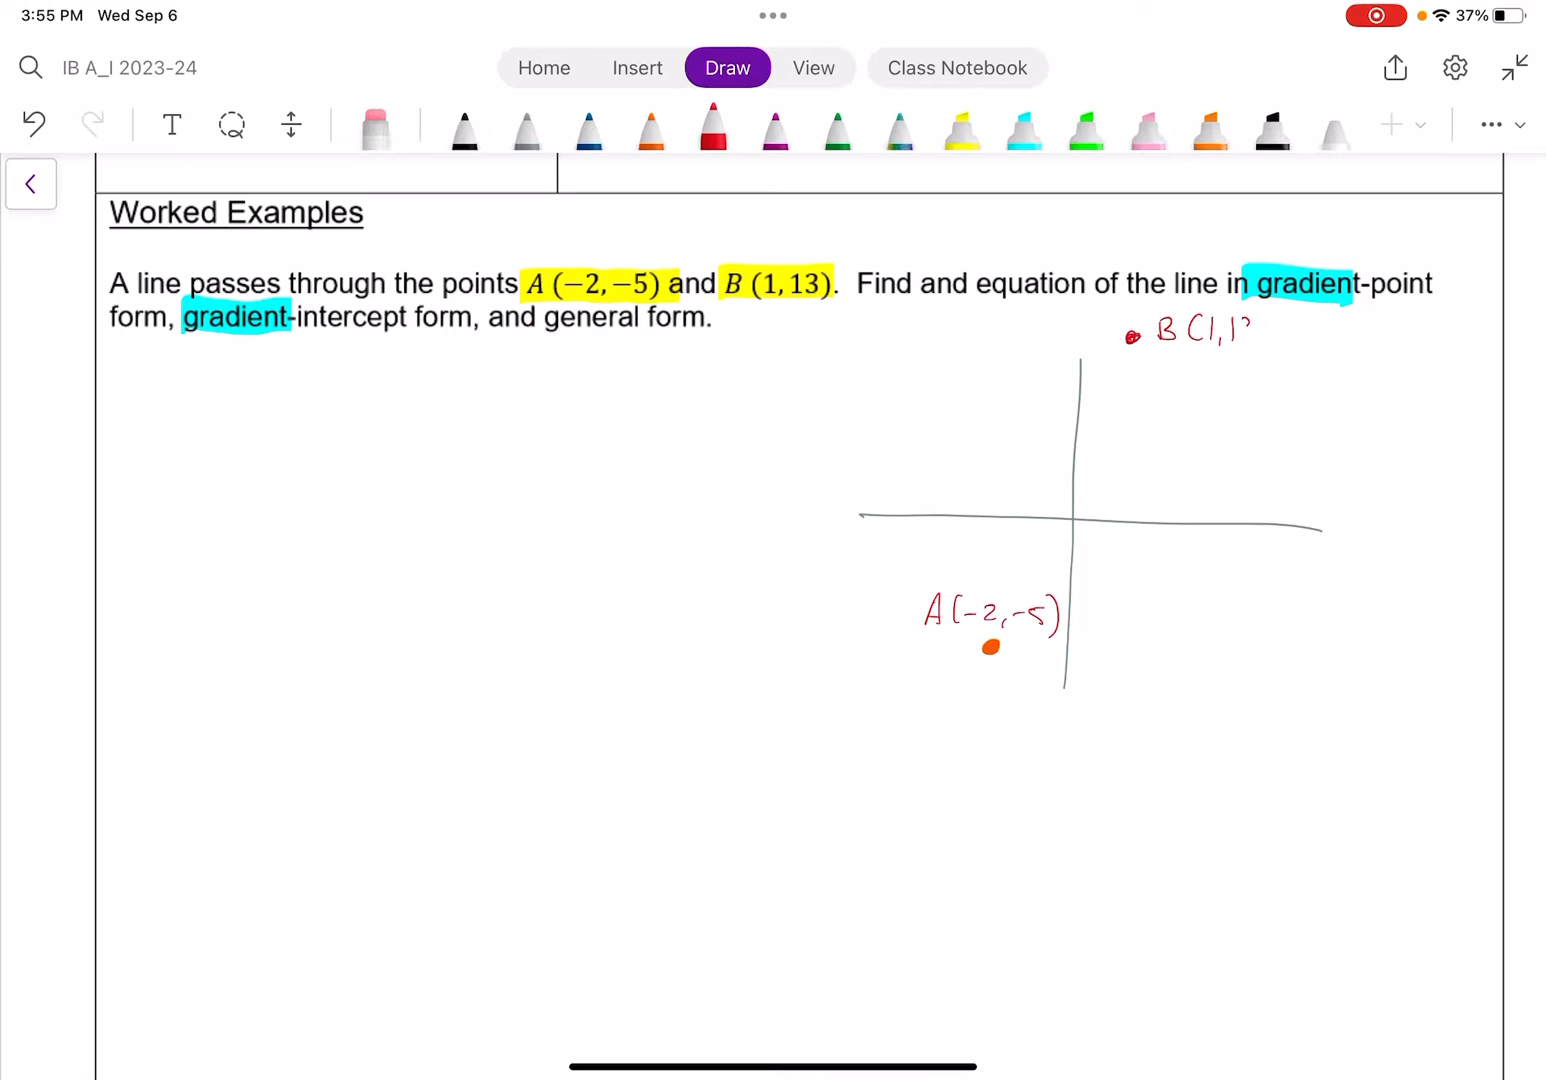 3:55 PM Wed Sep 6
37%
IB A_I 2023-24
Home Insert Draw View Class Notebook
T
Worked Examples
A line passes through the points A (−2,−5) and B (1,13). Find and equation of the line in gradient-point
form, gradient-intercept form, and general form.
B (1,1
A(-2,-5)